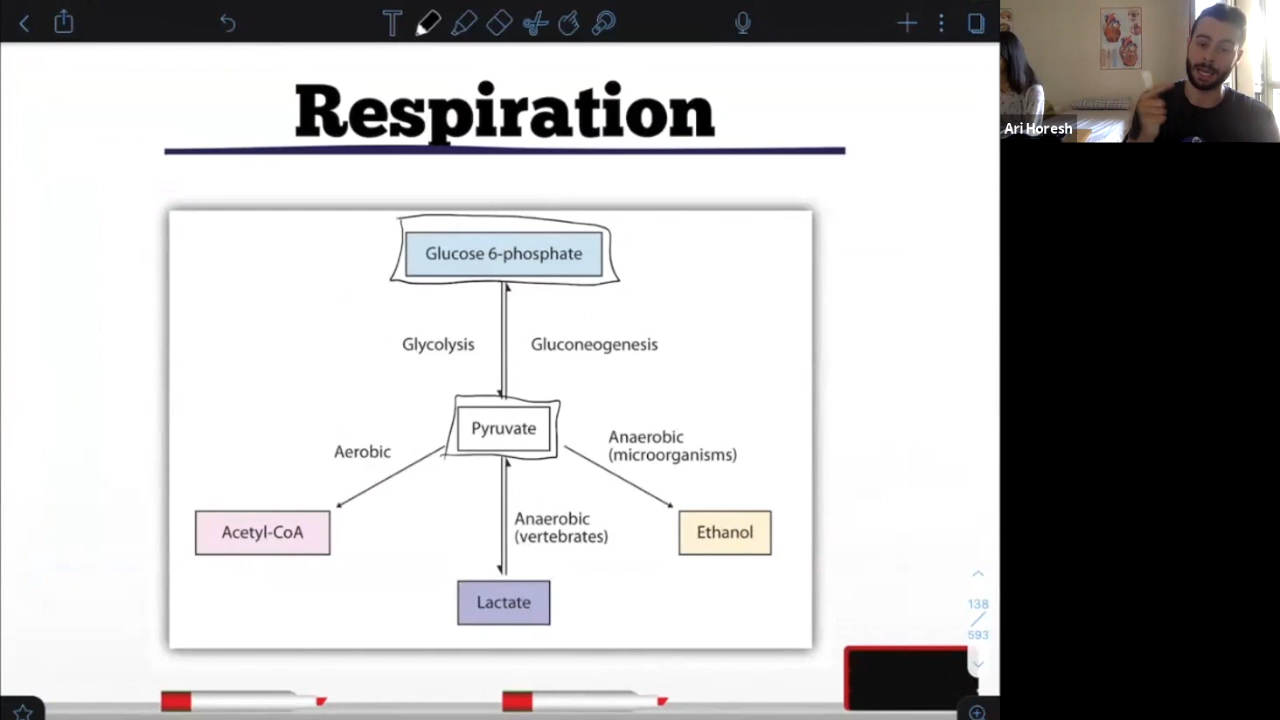 Respiration
Ari Horesh
Glucose 6-phosphate
Glycolysis
Gluconeogenesis
Pyruvate
Aerobic
Anaerobic
(microorganisms)
Acetyl-CoA
Anaerobic
(vertebrates)
Ethanol
Lactate
138
/
593